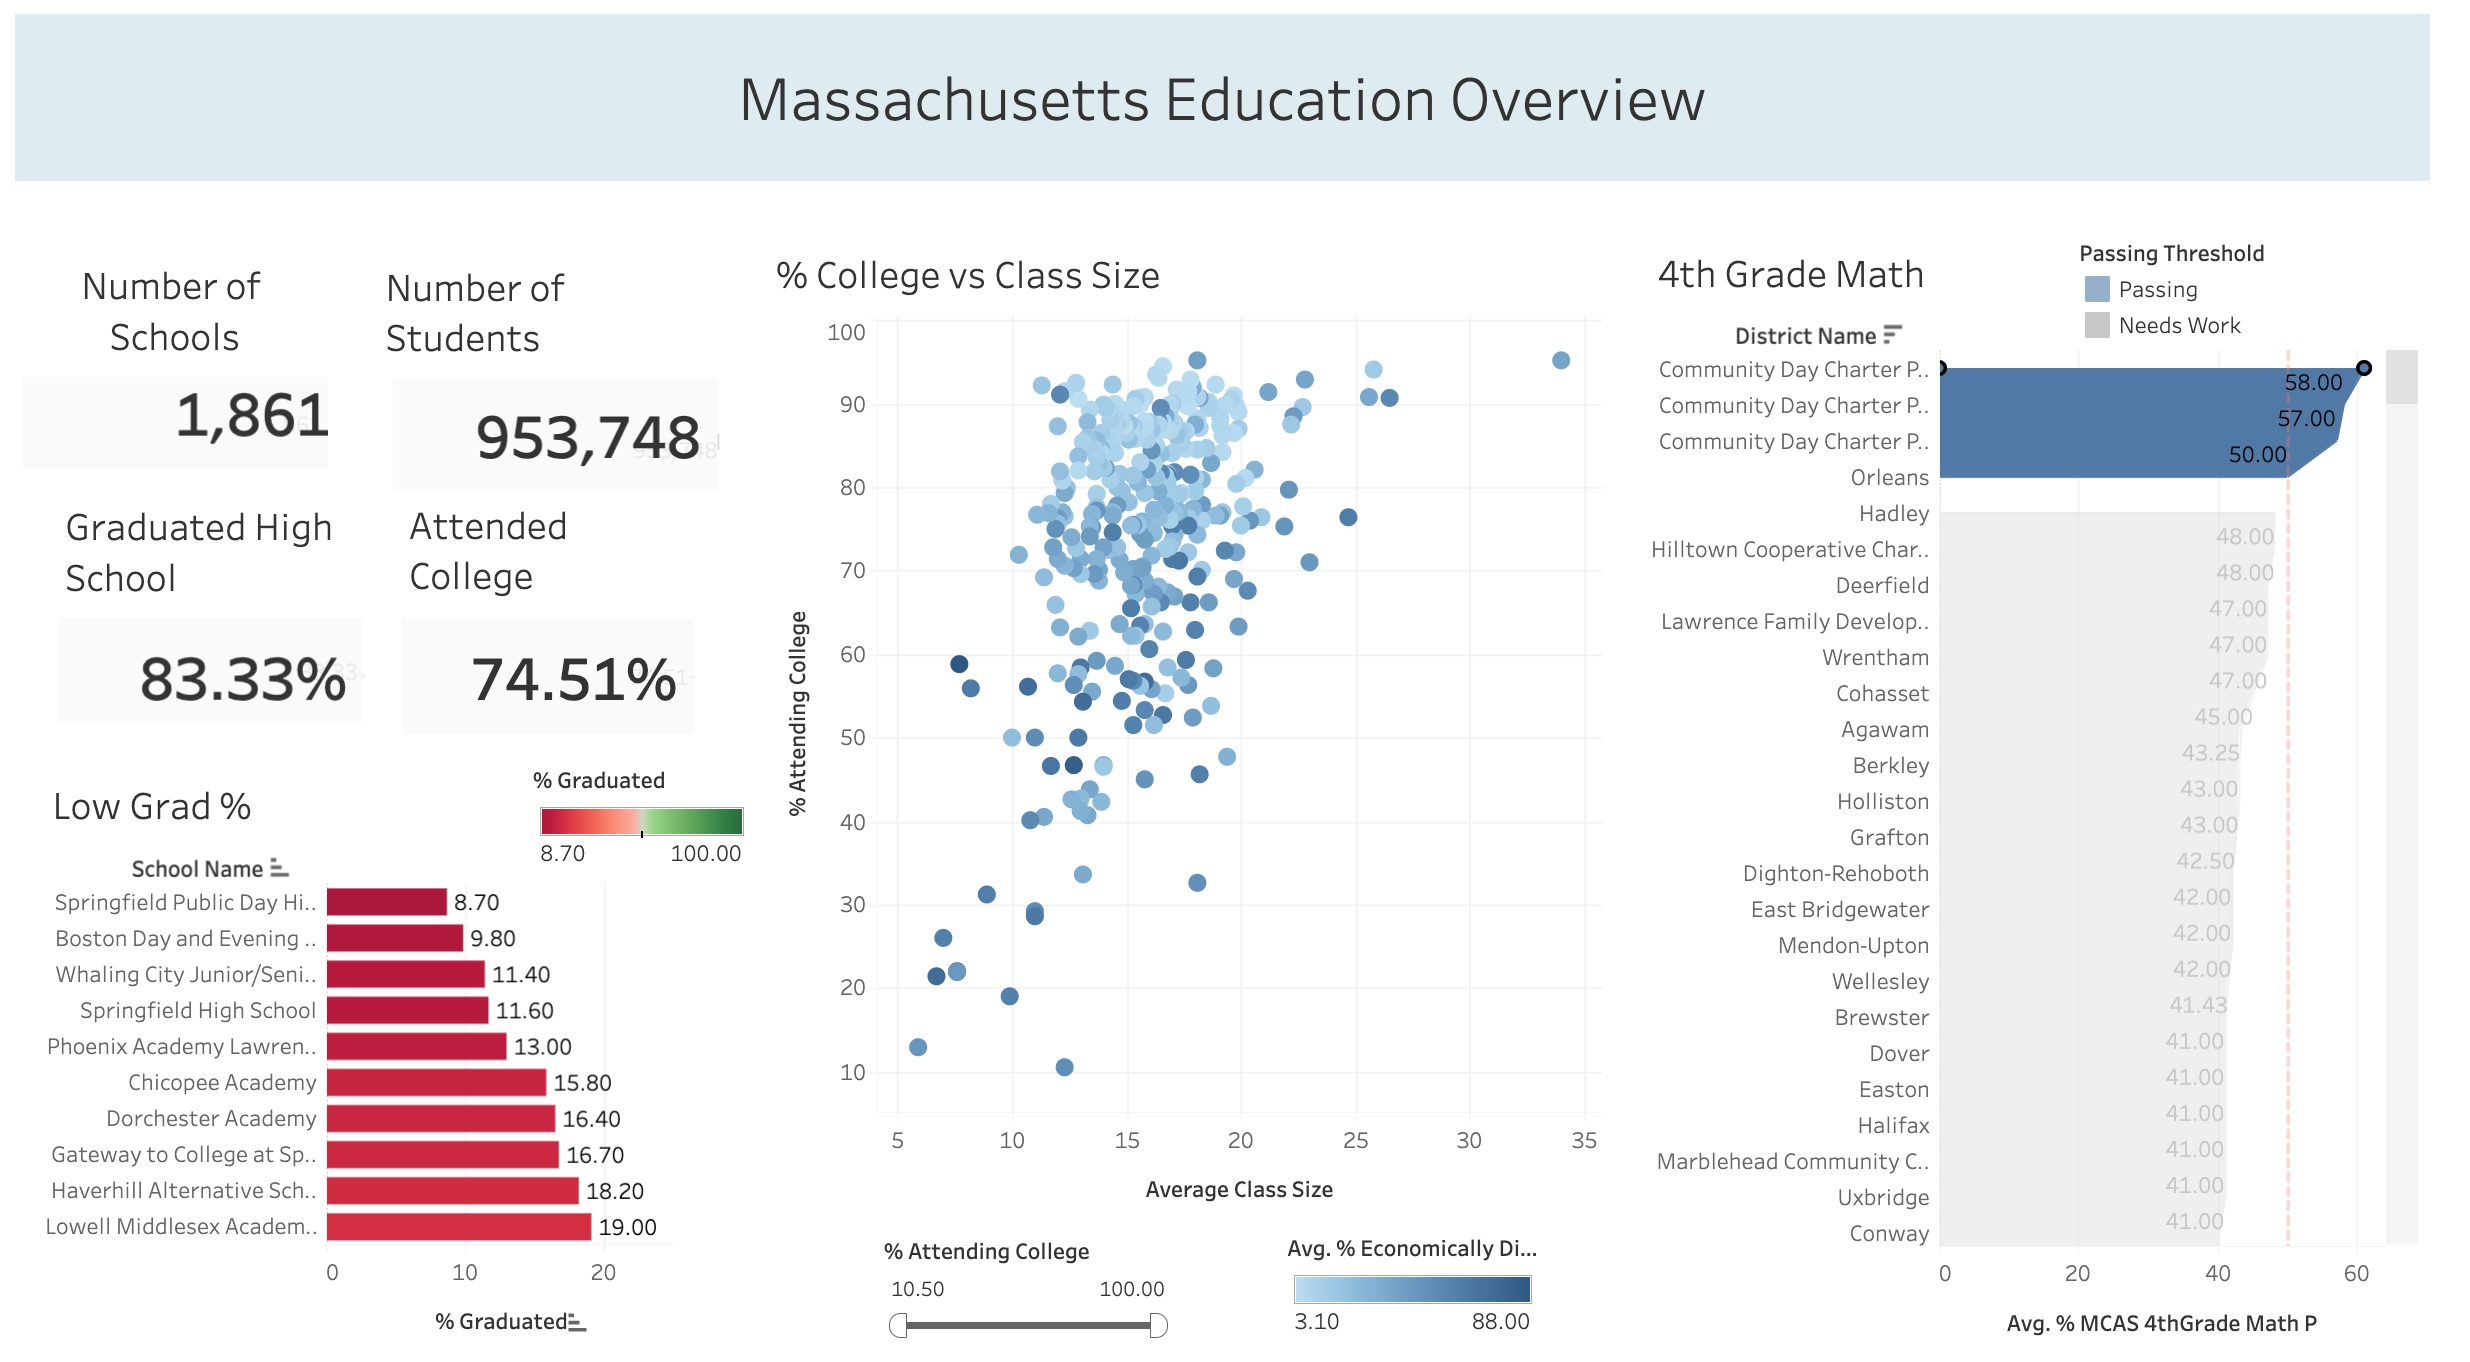 Massachusetts Education Overview
Number of
Schools
1,861
Number of
Students
953,748
Graduated High
School
83.33%
Attended
College
74.51%
Low Grad %
% Graduated
8.70
100.00
School Name
Springfield Public Day Hi.. 8.70
Boston Day and Evening .. 9.80
Whaling City Junior/Seni.. 11.40
Springfield High School 11.60
Phoenix Academy Lawren.. 13.00
Chicopee Academy 15.80
Dorchester Academy 16.40
Gateway to College at Sp.. 16.70
Haverhill Alternative Sch.. 18.20
Lowell Middlesex Academ.. 19.00
0 10 20
% Graduated
% College vs Class Size
100
90
80
70
60
50
40
30
20
10
% Attending College
5 10 15 20 25 30 35
Average Class Size
% Attending College
10.50 100.00
Avg. % Economically Di...
3.10 88.00
4th Grade Math
Passing Threshold
Passing
Needs Work
District Name
Community Day Charter P..
58.00
Community Day Charter P..
57.00
Community Day Charter P..
50.00
Orleans
Hadley
48.00
Hilltown Cooperative Char..
48.00
Deerfield
47.00
Lawrence Family Develop..
47.00
Wrentham
47.00
Cohasset
45.00
Agawam
43.25
Berkley
43.00
Holliston
43.00
Grafton
42.50
Dighton-Rehoboth
42.00
East Bridgewater
42.00
Mendon-Upton
42.00
Wellesley
41.43
Brewster
41.00
Dover
41.00
Easton
41.00
Halifax
41.00
Marblehead Community C..
41.00
Uxbridge
41.00
Conway
0 20 40 60
Avg. % MCAS 4thGrade Math P